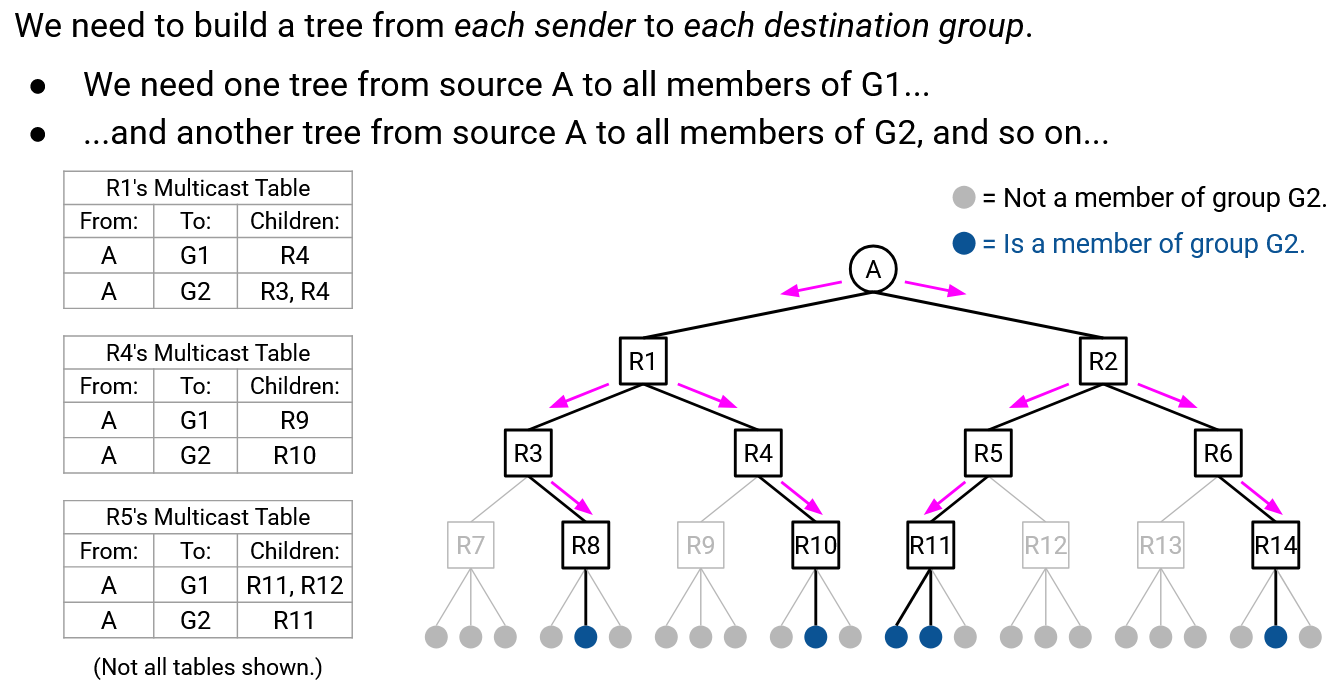 We need to build a tree from each sender to each destination group.
● We need one tree from source A to all members of G1...
● ...and another tree from source A to all members of G2, and so on...
R1's Multicast Table
From: To: Children:
A G1 R4
A G2 R3, R4
R4's Multicast Table
From: To: Children:
A G1 R9
A G2 R10
R5's Multicast Table
From: To: Children:
A G1 R11, R12
A G2 R11
(Not all tables shown.)
= Not a member of group G2.
= Is a member of group G2.
A
R1 R2
R3 R4 R5 R6
R7 R8 R9 R10 R11 R12 R13 R14